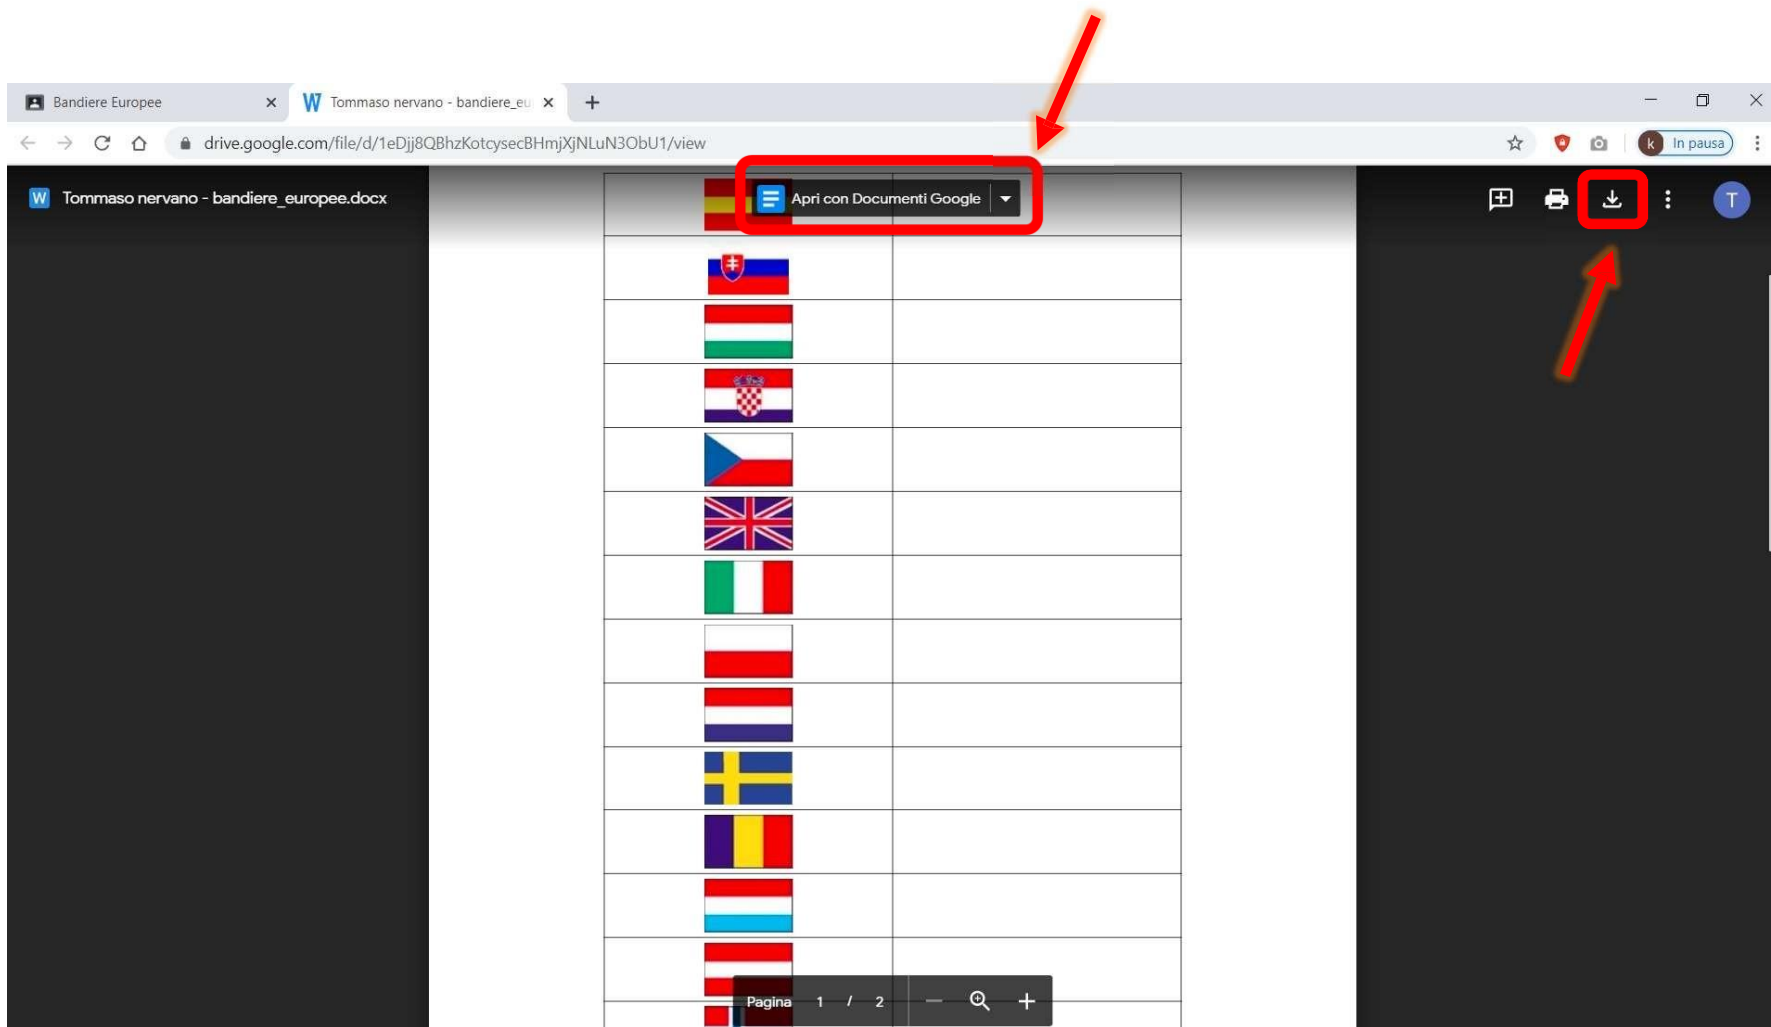 Bandiere Europee
Tommaso nervano - bandiere_eu
drive.google.com/file/d/1eDjj8QBhzKotcysecBHmjXjNLuN3ObU1/view
k In pausa
W Tommaso nervano - bandiere_europee.docx
Apri con Documenti Google
T
Pagina 1 / 2